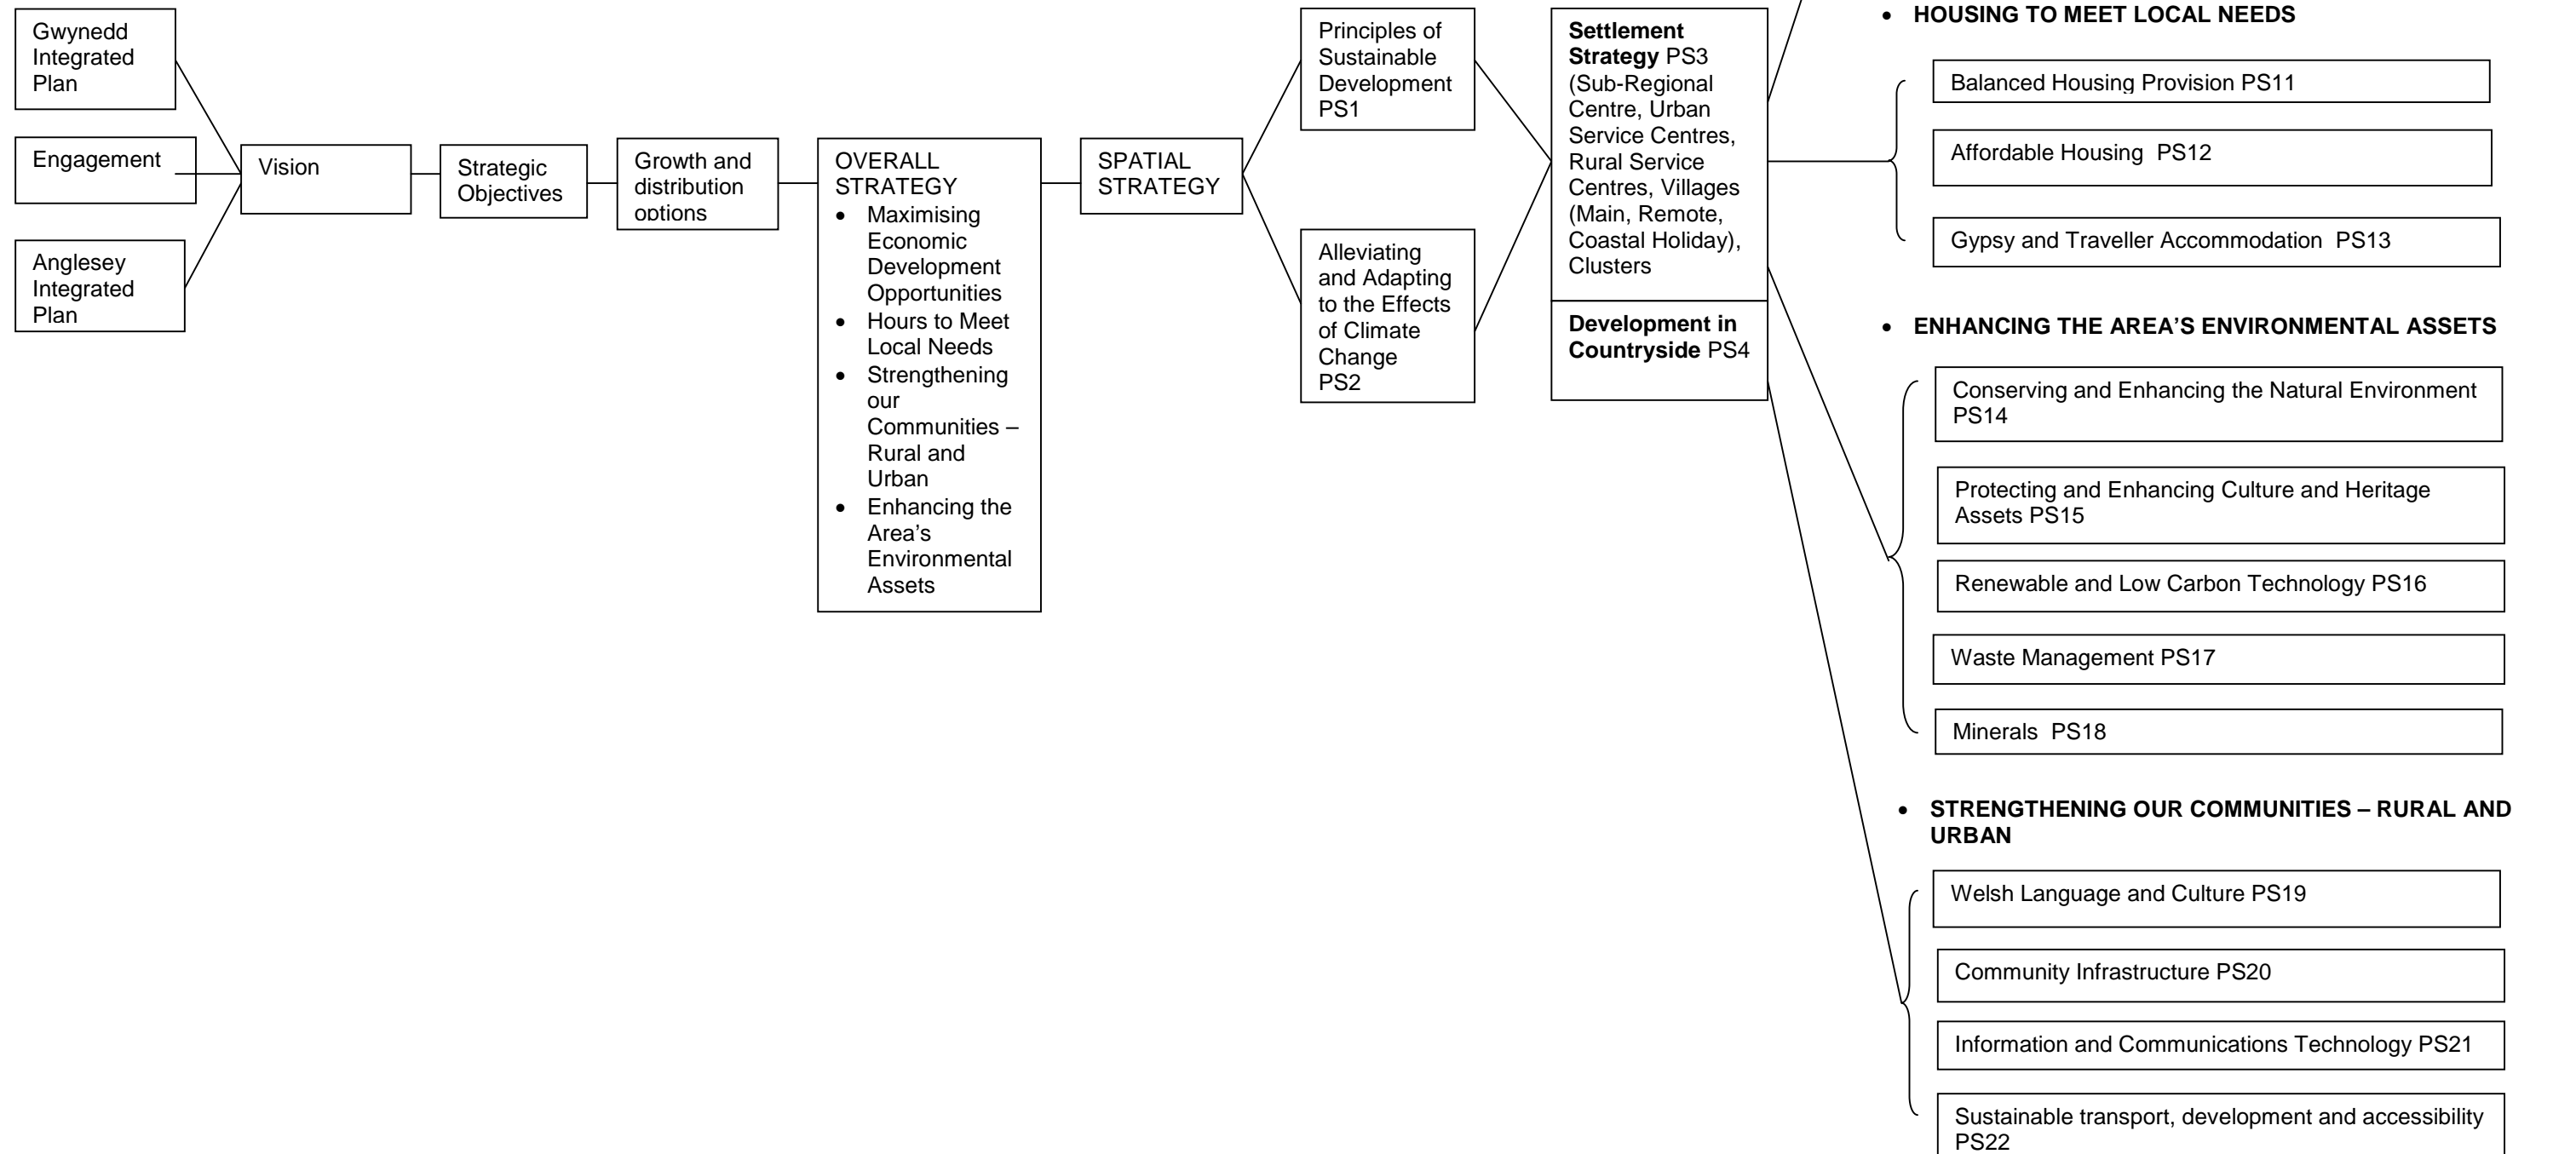 Gwynedd
Integrated
Plan
Engagement
Anglesey
Integrated
Plan
Vision
Strategic
Objectives
Growth and
distribution
options
OVERALL
STRATEGY
• Maximising
Economic
Development
Opportunities
• Hours to Meet
Local Needs
• Strengthening
our
Communities –
Rural and
Urban
• Enhancing the
Area’s
Environmental
Assets
SPATIAL
STRATEGY
Principles of
Sustainable
Development
PS1
Alleviating
and Adapting
to the Effects
of Climate
Change
PS2
Settlement
Strategy PS3
(Sub-Regional
Centre, Urban
Service Centres,
Rural Service
Centres, Villages
(Main, Remote,
Coastal Holiday),
Clusters
Development in
Countryside PS4
• HOUSING TO MEET LOCAL NEEDS
Balanced Housing Provision PS11
Affordable Housing PS12
Gypsy and Traveller Accommodation PS13
• ENHANCING THE AREA’S ENVIRONMENTAL ASSETS
Conserving and Enhancing the Natural Environment
PS14
Protecting and Enhancing Culture and Heritage
Assets PS15
Renewable and Low Carbon Technology PS16
Waste Management PS17
Minerals PS18
• STRENGTHENING OUR COMMUNITIES – RURAL AND
URBAN
Welsh Language and Culture PS19
Community Infrastructure PS20
Information and Communications Technology PS21
Sustainable transport, development and accessibility
PS22